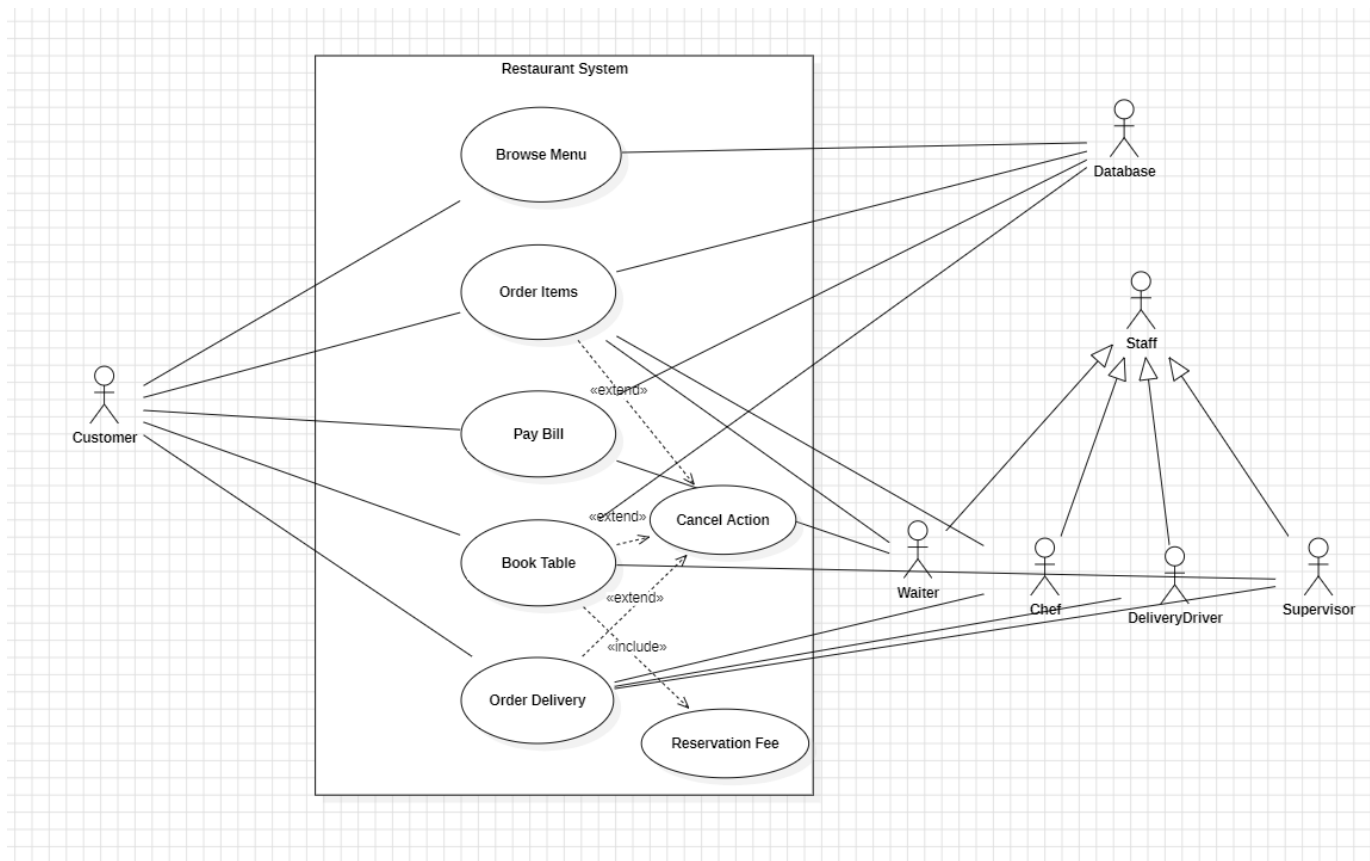 Restaurant System
Browse Menu
Database
Order Items
Staff
«extend»
Customer
Pay Bill
«extend»
Cancel Action
Book Table
Waiter
Chef
DeliveryDriver
Supervisor
«extend»
«include»
Order Delivery
Reservation Fee